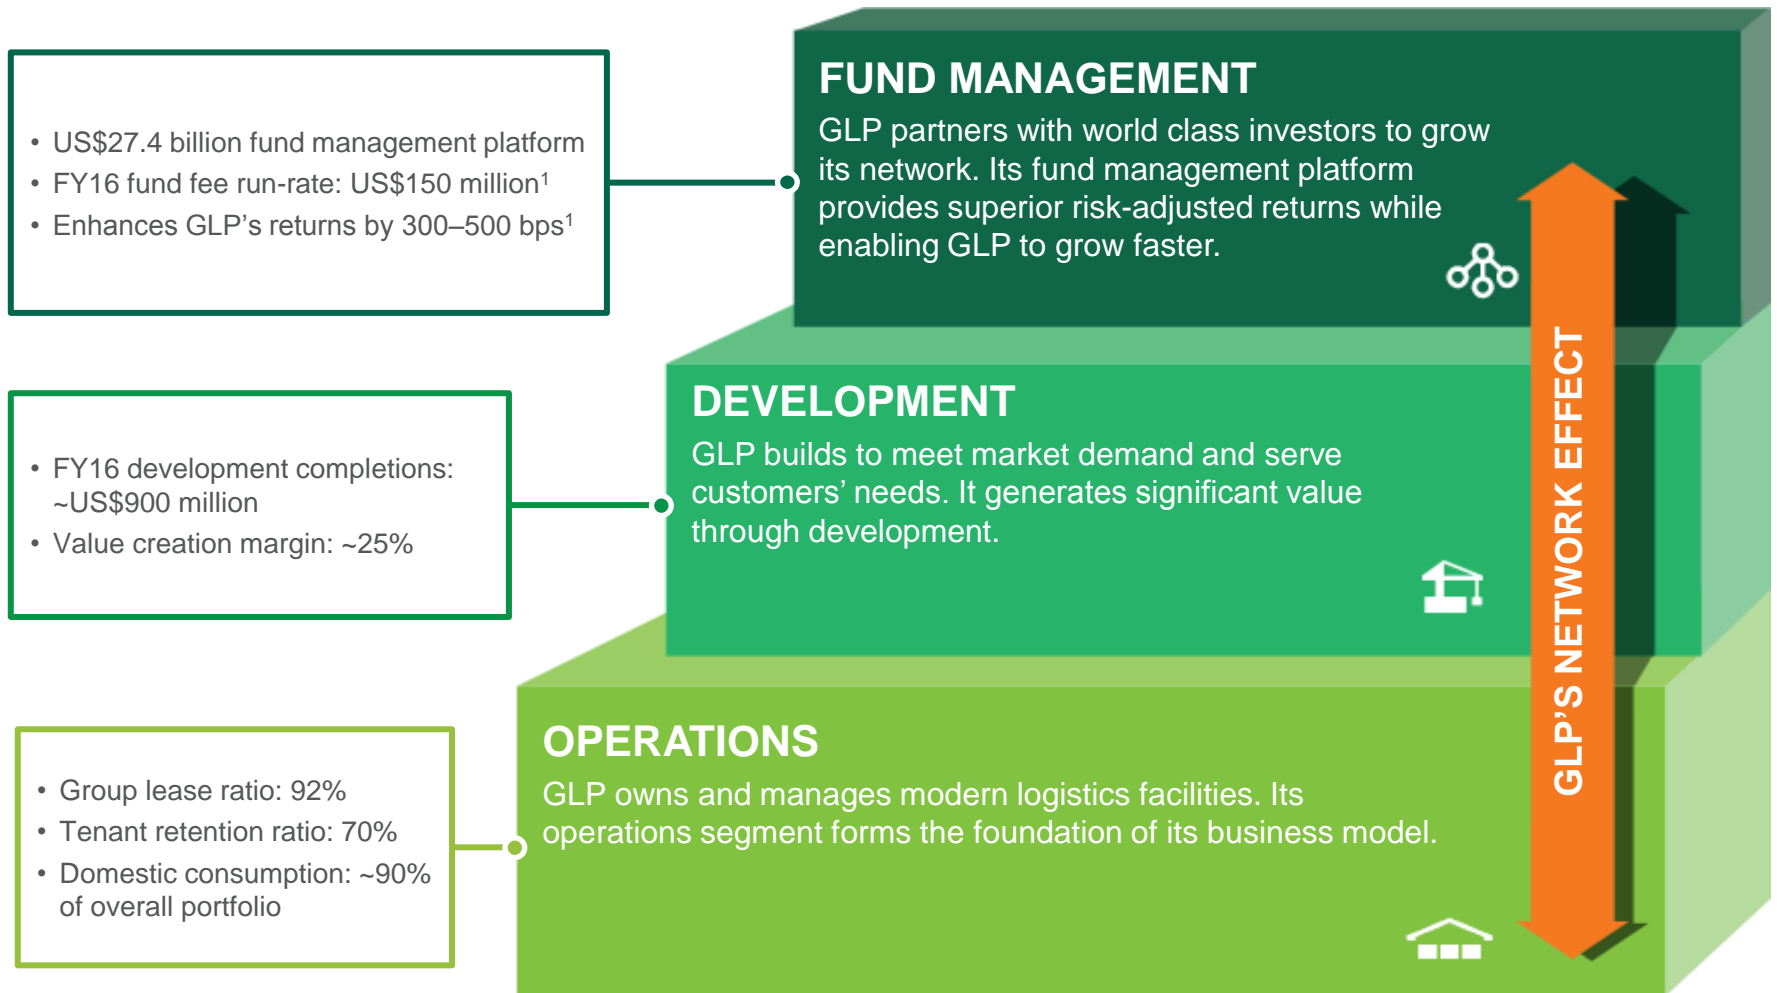 FUND MANAGEMENT
GLP partners with world class investors to grow
its network. Its fund management platform
provides superior risk-adjusted returns while
enabling GLP to grow faster.
• US$27.4 billion fund management platform
• FY16 fund fee run-rate: US$150 million¹
• Enhances GLP’s returns by 300–500 bps¹
DEVELOPMENT
GLP builds to meet market demand and serve
customers’ needs. It generates significant value
through development.
• FY16 development completions:
~US$900 million
• Value creation margin: ~25%
OPERATIONS
GLP owns and manages modern logistics facilities. Its
operations segment forms the foundation of its business model.
• Group lease ratio: 92%
• Tenant retention ratio: 70%
• Domestic consumption: ~90%
of overall portfolio
GLP’S NETWORK EFFECT